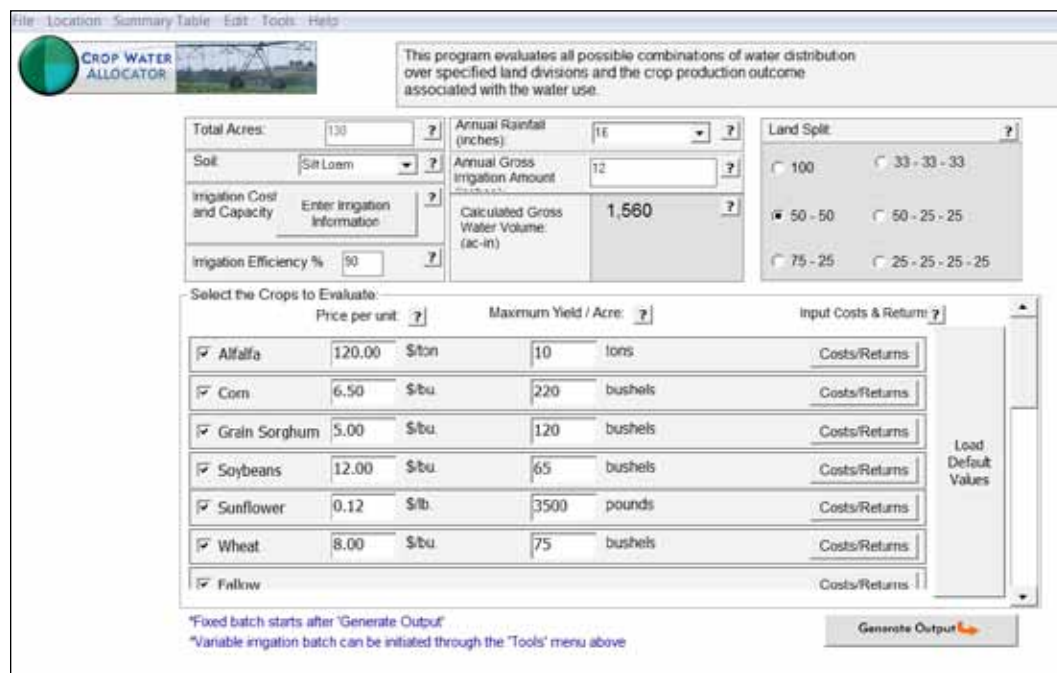 File Location Summary Table Edit Tools Help
CROP WATER
ALLOCATOR
This program evaluates all possible combinations of water distribution
over specified land divisions and the crop production outcome
associated with the water use.
Total Acres: 130 ?
Soil: Silt Loam ?
Irrigation Cost
and Capacity
Enter Irrigation
Information
?
Irrigation Efficiency % 90 ?
Annual Rainfall
(inches): 16 ?
Annual Gross
Irrigation Amount
12 ?
Calculated Gross
Water Volume:
(ac-in)
1,560 ?
Land Split ?
100 33 - 33 - 33
50 - 50 50 - 25 - 25
75 - 25 25 - 25 - 25 - 25
Select the Crops to Evaluate:
Price per unit ? Maximum Yield / Acre: ? Input Costs & Return ?
Alfalfa 120.00 $/ton 10 tons Costs/Returns
Corn 6.50 $/bu. 220 bushels Costs/Returns
Grain Sorghum 5.00 $/bu. 120 bushels Costs/Returns
Soybeans 12.00 $/bu. 65 bushels Costs/Returns
Sunflower 0.12 $/lb. 3500 pounds Costs/Returns
Wheat 8.00 $/bu. 75 bushels Costs/Returns
Fallow Costs/Returns
Load
Default
Values
*Fixed batch starts after 'Generate Output'
*Variable irrigation batch can be initiated through the 'Tools' menu above
Generate Output